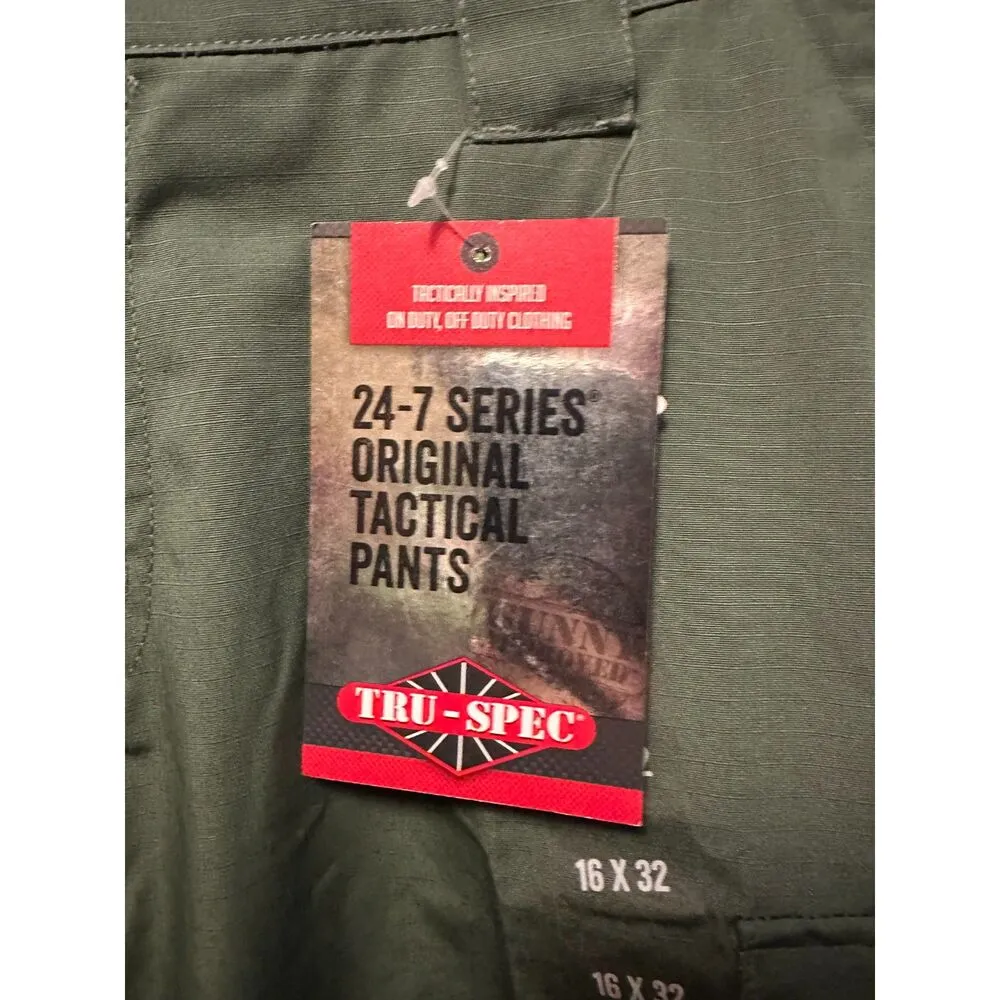 TACTICALLY INSPIRED
ON DUTY, OFF DUTY CLOTHING
24-7 SERIES®
ORIGINAL
TACTICAL
PANTS
TRU-SPEC®
16 X 32
16 X 32